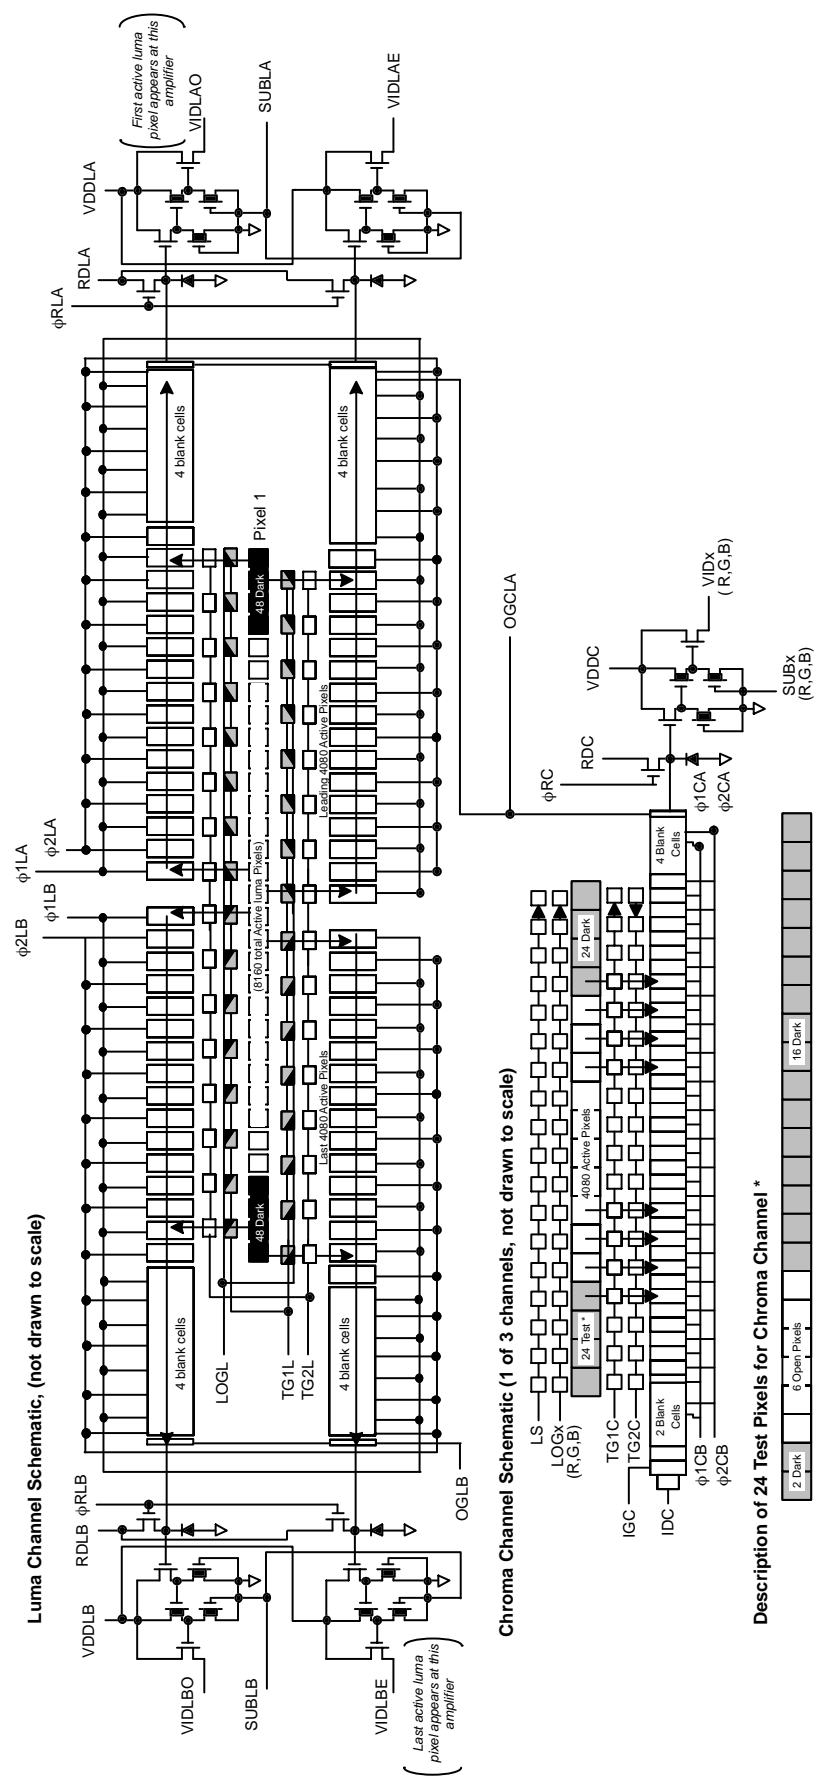 Luma Channel Schematic, (not drawn to scale)
VDDLB
RDLB
ϕRLB
ϕ2LB
ϕ1LB
ϕ1LA
ϕ2LA
ϕRLA
RDLA
VDDLA
First active luma
pixel appears at this
amplifier
VIDLBO
SUBLB
4 blank cells
4 blank cells
VIDLAO
SUBLA
LOGL
TG1L
TG2L
48 Dark
(8160 total Active luma Pixels)
48 Dark
Pixel 1
Last 4080 Active Pixels
Leading 4080 Active Pixels
VIDLBE
4 blank cells
4 blank cells
VIDLAE
Last active luma
pixel appears at this
amplifier
OGLB
OGCLA
Chroma Channel Schematic (1 of 3 channels, not drawn to scale)
LS
LOGx
(R,G,B)
24 Test *
4080 Active Pixels
24 Dark
TG1C
TG2C
IGC
IDC
2 Blank
Cells
4 Blank
Cells
ϕ1CB
ϕ2CB
ϕ1CA
ϕ2CA
ϕRC
RDC
VDDC
VIDx
( R,G,B)
SUBx
(R,G,B)
Description of 24 Test Pixels for Chroma Channel *
2 Dark
6 Open Pixels
16 Dark